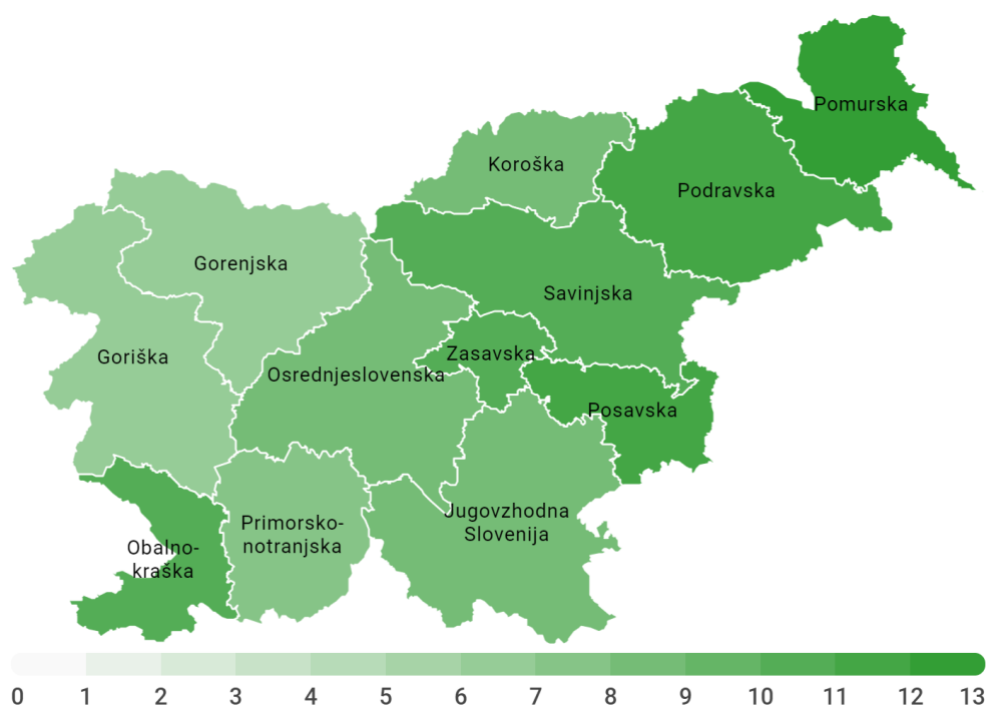 Pomurska
Koroška
Podravska
Gorenjska
Savinjska
Goriška
Zasavska
Osrednjeslovenska
Posavska
Jugovzhodna
Slovenija
Primorsko-
notranjska
Obalno-
kraška
0 1 2 3 4 5 6 7 8 9 10 11 12 13